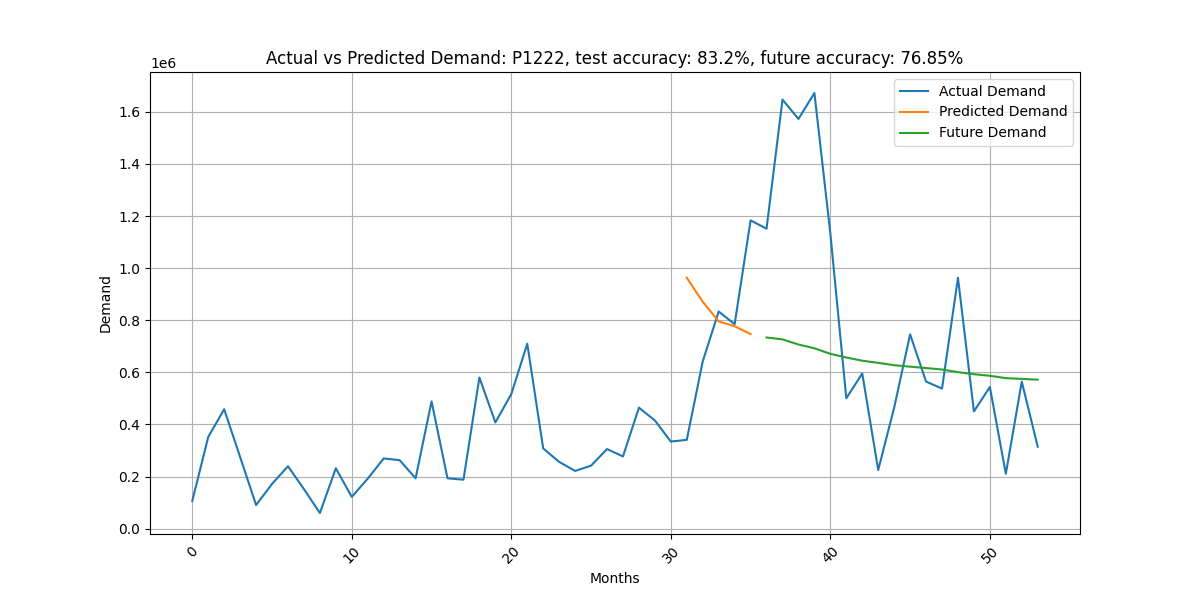 Actual vs Predicted Demand: P1222, test accuracy: 83.2%, future accuracy: 76.85%
1e6
Actual Demand
Predicted Demand
Future Demand
1.6
1.4
1.2
1.0
0.8
0.6
0.4
0.2
0.0
Demand
0
10
20
30
40
50
Months